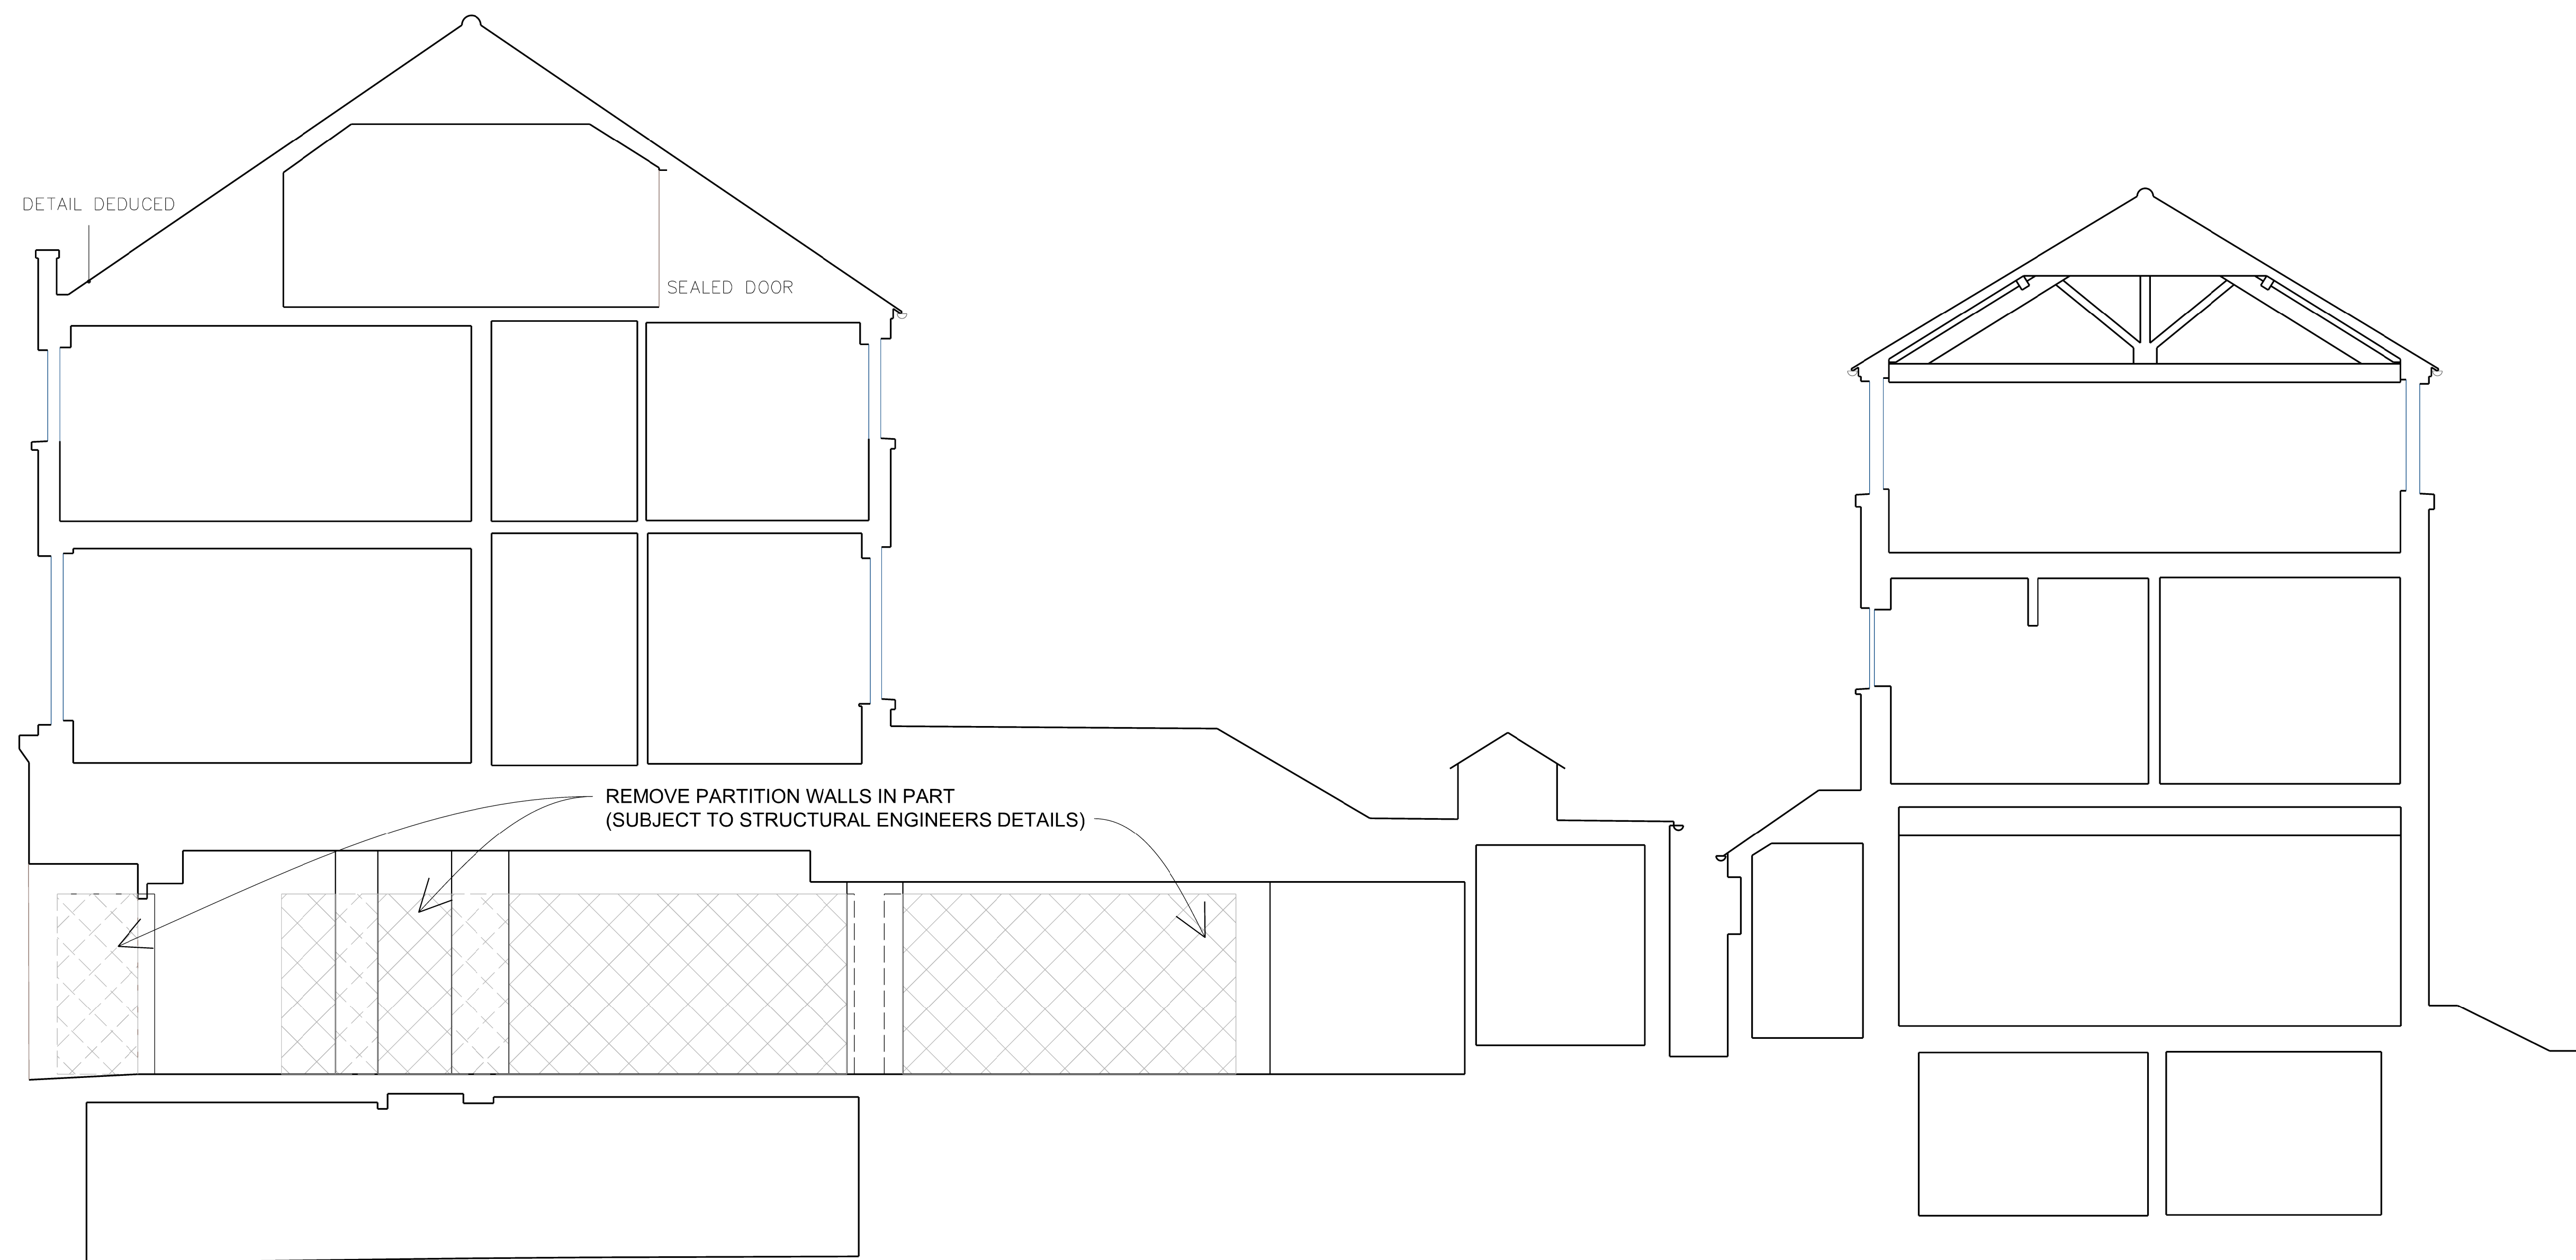 DETAIL DEDUCED
SEALED DOOR
REMOVE PARTITION WALLS IN PART
(SUBJECT TO STRUCTURAL ENGINEERS DETAILS)